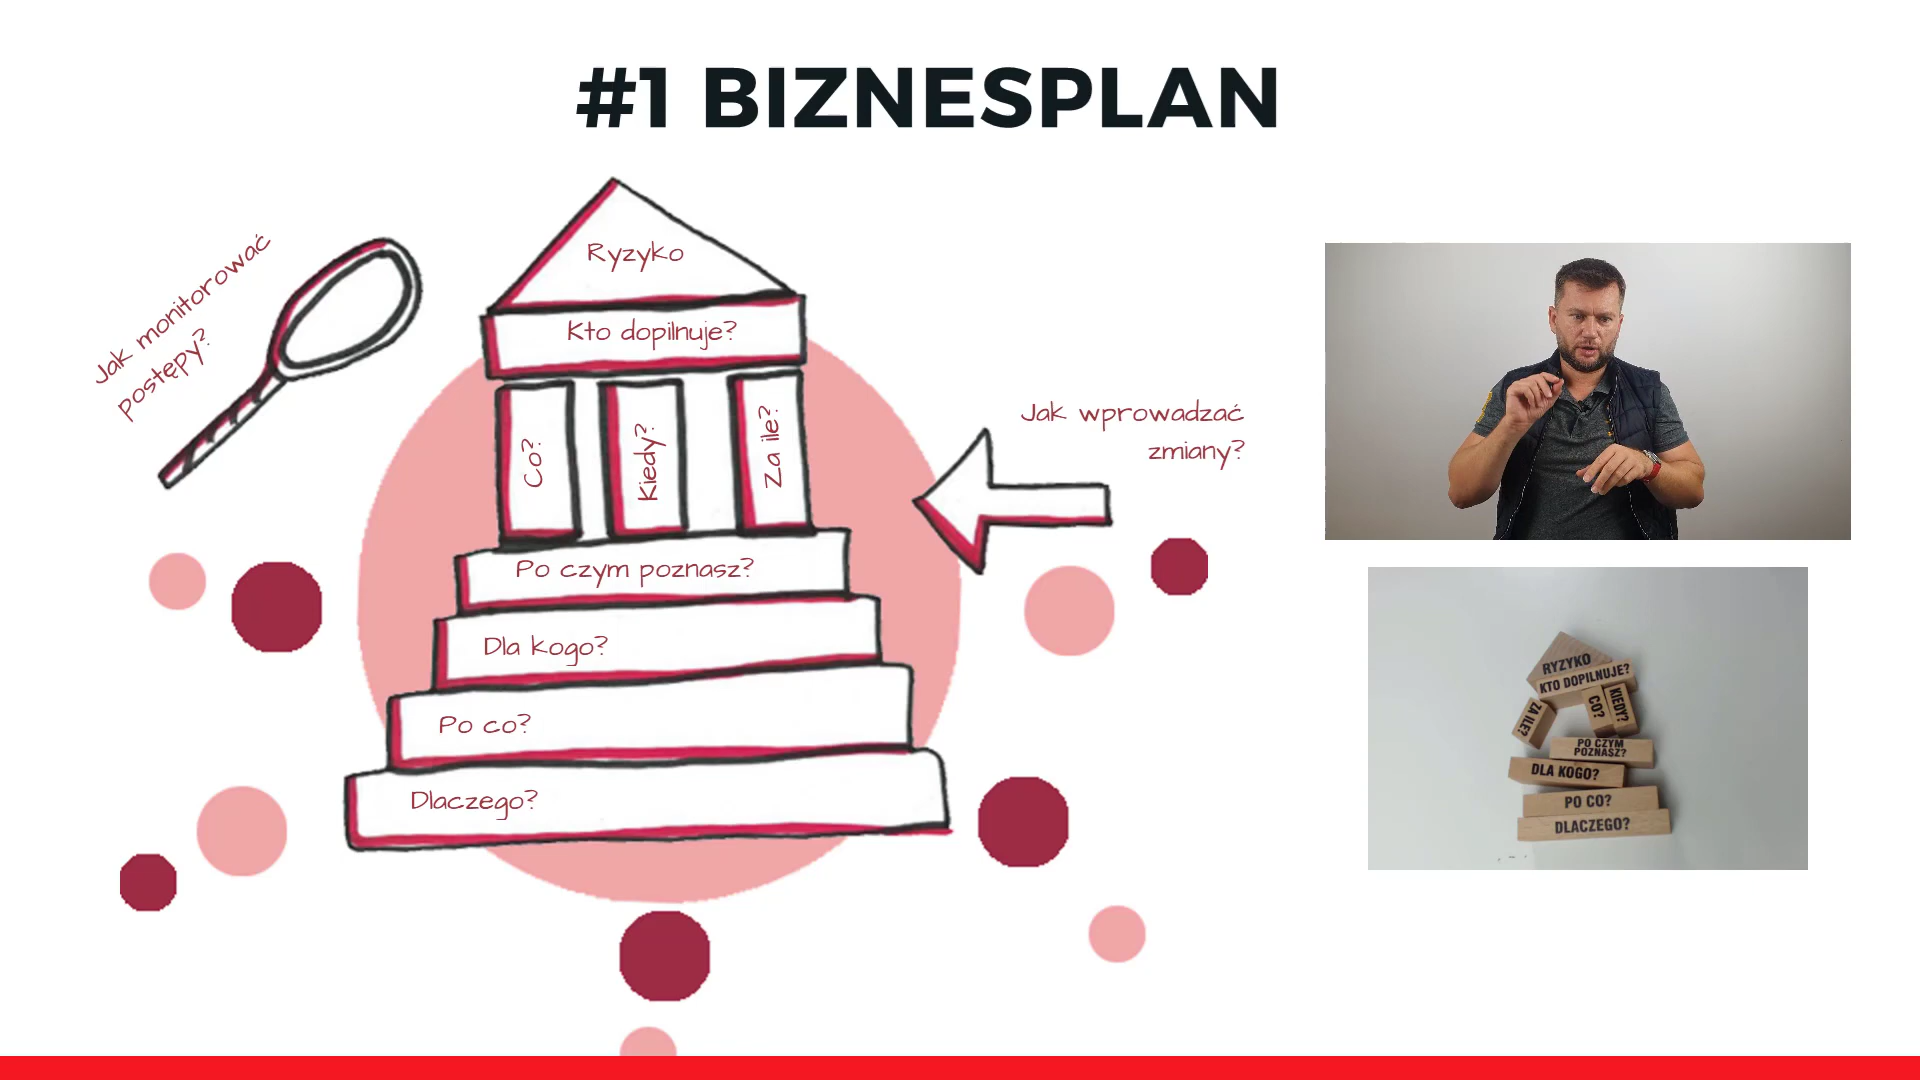 #1 BIZNESPLAN
Jak monitorować
postępy?
Ryzyko
Kto dopilnuje?
Co?
Kiedy?
Za ile?
Po czym poznasz?
Dla kogo?
Po co?
Dlaczego?
Jak wprowadzać
zmiany?
RYZYKO
KTO DOPILNUJE?
ZA ILE?
CO?
KIEDY?
PO CZYM
POZNASZ?
DLA KOGO?
PO CO?
DLACZEGO?